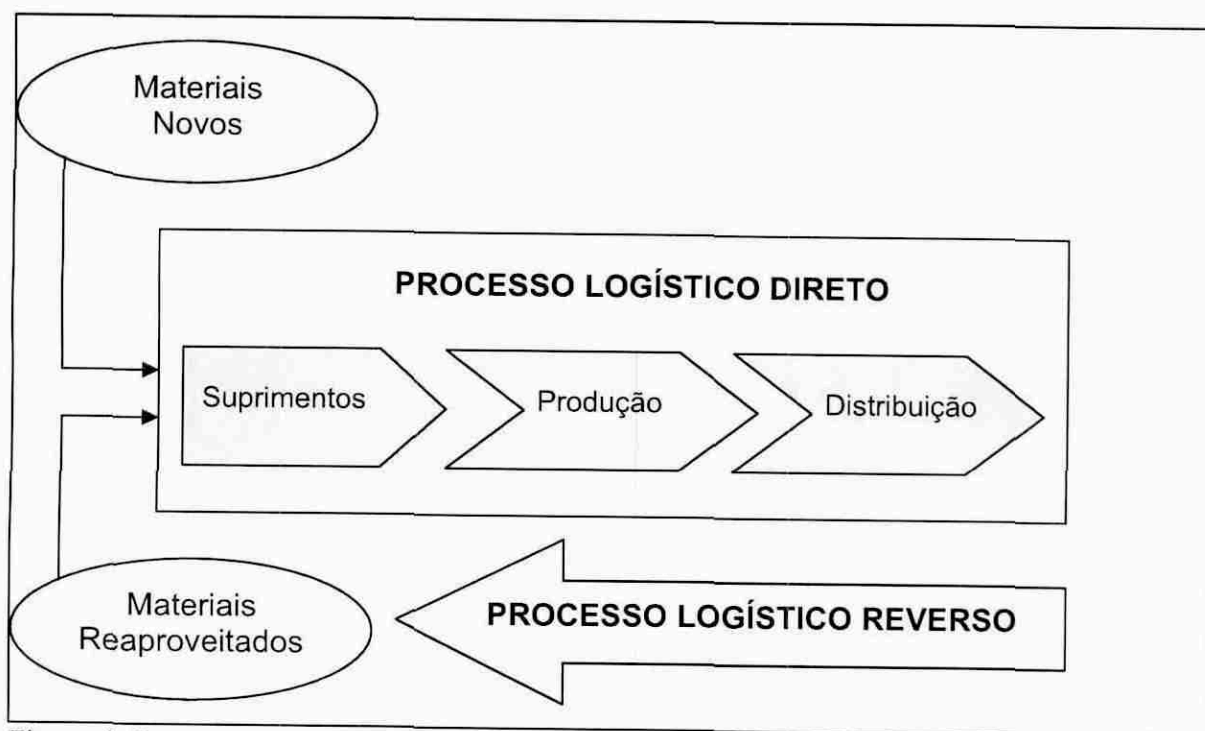 Materiais
Novos
PROCESSO LOGÍSTICO DIRETO
Suprimentos
Produção
Distribuição
Materiais
Reaproveitados
PROCESSO LOGÍSTICO REVERSO